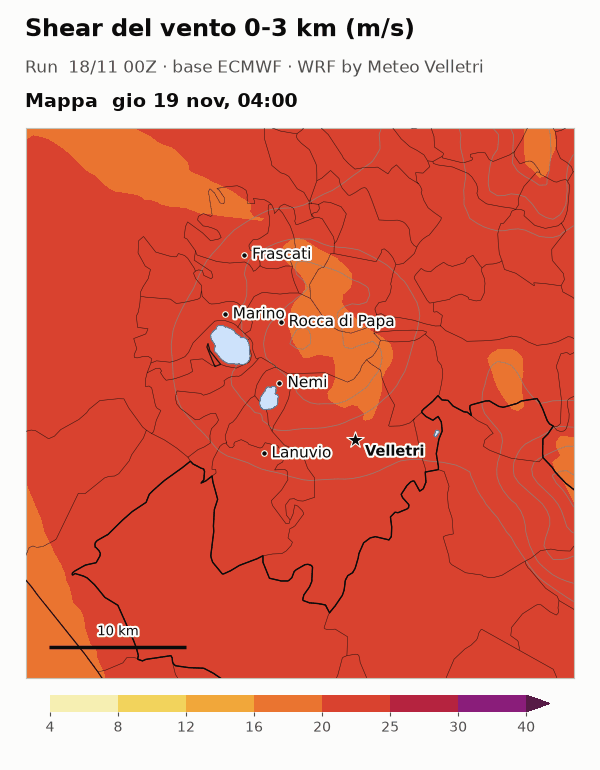 Shear del vento 0-3 km (m/s)
Run  18/11 00Z · base ECMWF · WRF by Meteo Velletri
Mappa  gio 19 nov, 04:00
Frascati
Marino
Rocca di Papa
Nemi
Velletri
Lanuvio
10 km
4 8 12 16 20 25 30 40